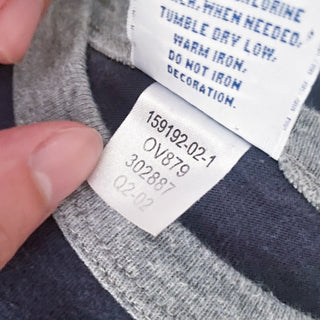 CHLORINE
WHEN NEEDED.
TUMBLE DRY LOW.
WARM IRON.
DO NOT IRON
DECORATION.
159192-02-1
OV879
302887
Q2-02